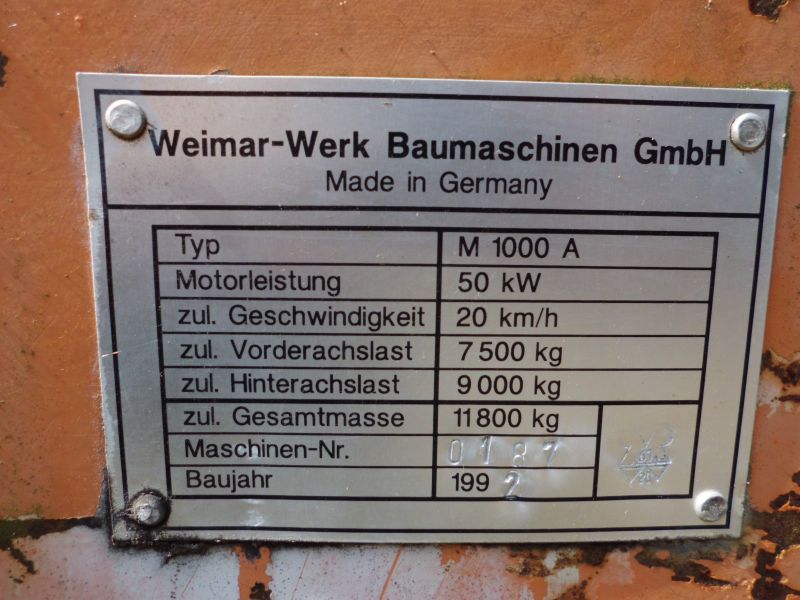 Weimar-Werk Baumaschinen GmbH
Made in Germany
Typ M 1000 A
Motorleistung 50 kW
zul. Geschwindigkeit 20 km/h
zul. Vorderachslast 7 500 kg
zul. Hinterachslast 9 000 kg
zul. Gesamtmasse 11 800 kg
Maschinen-Nr. 0187
Baujahr 1992